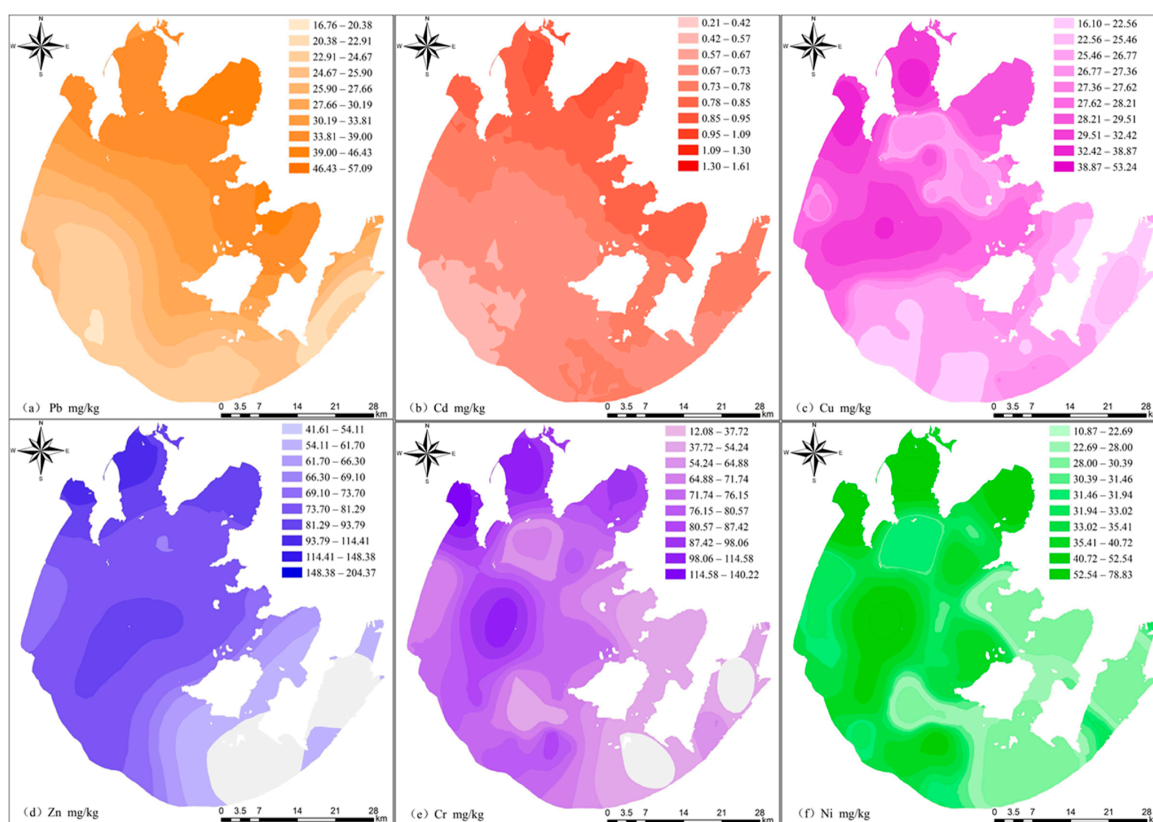 N
W E
S
16.76 – 20.38
20.38 – 22.91
22.91 – 24.67
24.67 – 25.90
25.90 – 27.66
27.66 – 30.19
30.19 – 33.81
33.81 – 39.00
39.00 – 46.43
46.43 – 57.09
（a） Pb mg/kg
0 3.5 7 14 21 28
km
N
W E
S
0.21 – 0.42
0.42 – 0.57
0.57 – 0.67
0.67 – 0.73
0.73 – 0.78
0.78 – 0.85
0.85 – 0.95
0.95 – 1.09
1.09 – 1.30
1.30 – 1.61
（b） Cd mg/kg
0 3.5 7 14 21 28
km
N
W E
S
16.10 – 22.56
22.56 – 25.46
25.46 – 26.77
26.77 – 27.36
27.36 – 27.62
27.62 – 28.21
28.21 – 29.51
29.51 – 32.42
32.42 – 38.87
38.87 – 53.24
（c） Cu mg/kg
0 3.5 7 14 21 28
N
W E
S
41.61 – 54.11
54.11 – 61.70
61.70 – 66.30
66.30 – 69.10
69.10 – 73.70
73.70 – 81.29
81.29 – 93.79
93.79 – 114.41
114.41 – 148.38
148.38 – 204.37
（d） Zn mg/kg
0 3.5 7 14 21 28
km
N
W E
S
12.08 – 37.72
37.72 – 54.24
54.24 – 64.88
64.88 – 71.74
71.74 – 76.15
76.15 – 80.57
80.57 – 87.42
87.42 – 98.06
98.06 – 114.58
114.58 – 140.22
（e）Cr mg/kg
0 3.5 7 14 21 28
km
N
W E
S
10.87 – 22.69
22.69 – 28.00
28.00 – 30.39
30.39 – 31.46
31.46 – 31.94
31.94 – 33.02
33.02 – 35.41
35.41 – 40.72
40.72 – 52.54
52.54 – 78.83
（f）Ni mg/kg
0 3.5 7 14 21 28